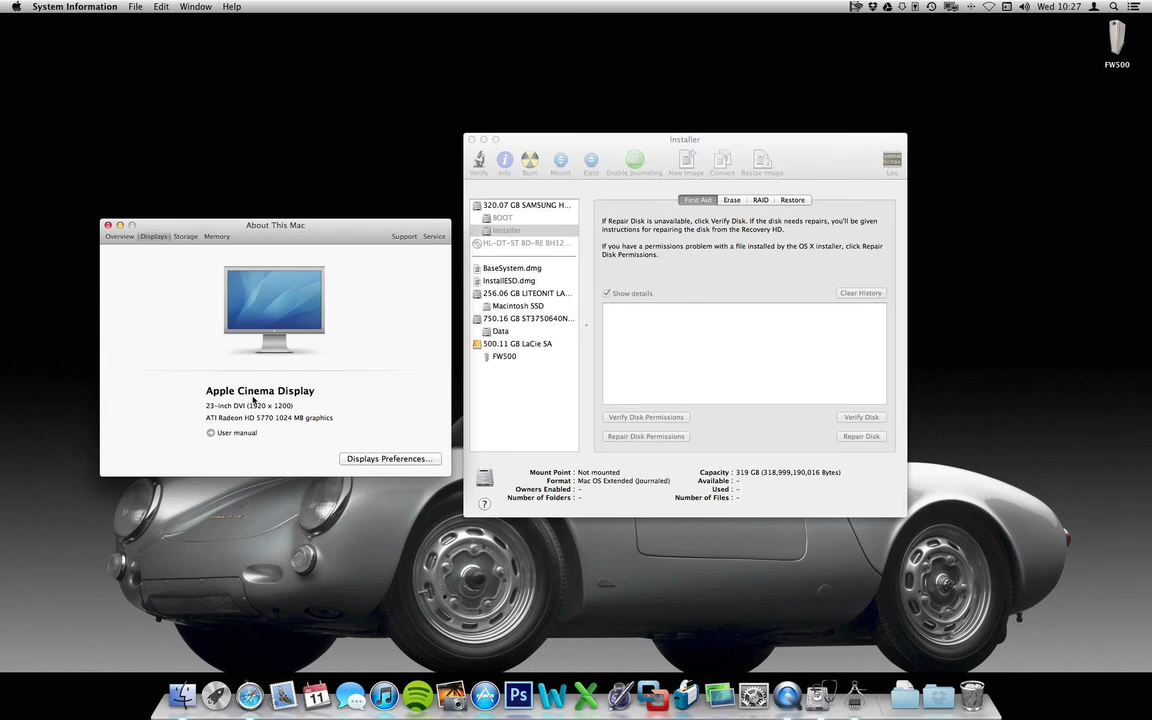 System Information File Edit Window Help
Wed 10:27
FW500
About This Mac
Overview Displays Storage Memory Support Service
Apple Cinema Display
23-inch DVI (1920 x 1200)
ATI Radeon HD 5770 1024 MB graphics
User manual
Displays Preferences...
Installer
Verify Info Burn Mount Eject Enable Journaling New Image Convert Resize Image Log
320.07 GB SAMSUNG H...
BOOT
Installer
HL-DT-ST BD-RE BH12...
BaseSystem.dmg
InstallESD.dmg
256.06 GB LITEONIT LA...
Macintosh SSD
750.16 GB ST3750640N...
Data
500.11 GB LaCie SA
FW500
First Aid Erase RAID Restore
If Repair Disk is unavailable, click Verify Disk. If the disk needs repairs, you'll be given
instructions for repairing the disk from the Recovery HD.
If you have a permissions problem with a file installed by the OS X installer, click Repair
Disk Permissions.
Show details
Clear History
Verify Disk Permissions
Verify Disk
Repair Disk Permissions
Repair Disk
Mount Point : Not mounted
Format : Mac OS Extended (Journaled)
Owners Enabled : -
Number of Folders : -
Capacity : 319 GB (318,999,190,016 Bytes)
Available : -
Used : -
Number of Files : -
?
11
Ps